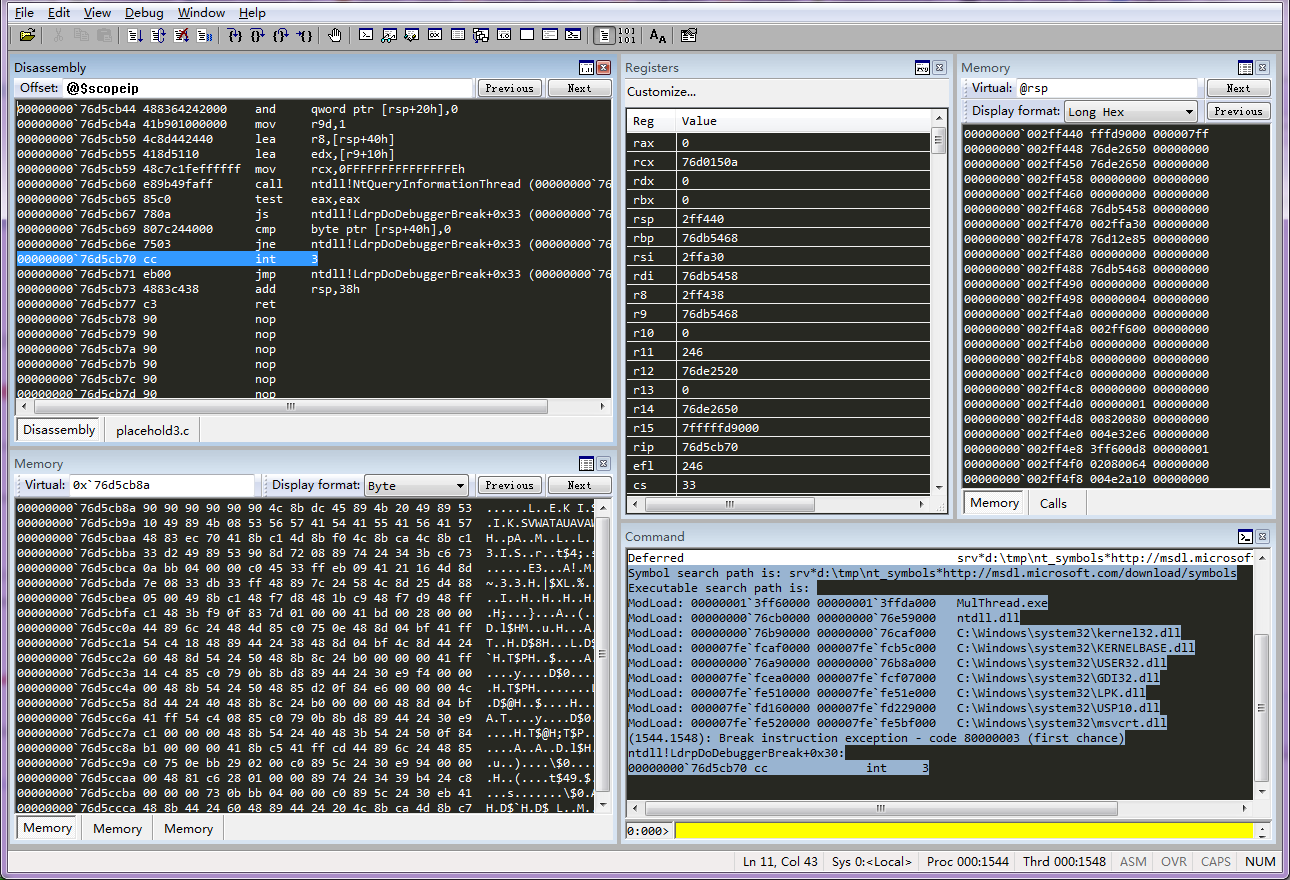 File Edit View Debug Window Help
Disassembly
Offset: @$scopeip Previous Next
00000000`76d5cb44 488364242000 and qword ptr [rsp+20h],0
00000000`76d5cb4a 41b901000000 mov r9d,1
00000000`76d5cb50 4c8d442440 lea r8,[rsp+40h]
00000000`76d5cb55 418d5110 lea edx,[r9+10h]
00000000`76d5cb59 48c7c1feffffff mov rcx,0FFFFFFFFFFFFFFFEh
00000000`76d5cb60 e89b49faff call ntdll!NtQueryInformationThread (00000000`76
00000000`76d5cb65 85c0 test eax,eax
00000000`76d5cb67 780a js ntdll!LdrpDoDebuggerBreak+0x33 (00000000`76
00000000`76d5cb69 807c244000 cmp byte ptr [rsp+40h],0
00000000`76d5cb6e 7503 jne ntdll!LdrpDoDebuggerBreak+0x33 (00000000`76
00000000`76d5cb70 cc int 3
00000000`76d5cb71 eb00 jmp ntdll!LdrpDoDebuggerBreak+0x33 (00000000`76
00000000`76d5cb73 4883c438 add rsp,38h
00000000`76d5cb77 c3 ret
00000000`76d5cb78 90 nop
00000000`76d5cb79 90 nop
00000000`76d5cb7a 90 nop
00000000`76d5cb7b 90 nop
00000000`76d5cb7c 90 nop
00000000`76d5cb7d 90 nop
Disassembly placehold3.c
Registers
Customize...
Reg Value
rax 0
rcx 76d0150a
rdx 0
rbx 0
rsp 2ff440
rbp 76db5468
rsi 2ffa30
rdi 76db5458
r8 2ff438
r9 76db5468
r10 0
r11 246
r12 76de2520
r13 0
r14 76de2650
r15 7fffffd9000
rip 76d5cb70
efl 246
cs 33
Memory
Virtual: @rsp Next
Display format: Long Hex Previous
00000000`002ff440 fffd9000 000007ff
00000000`002ff448 76de2650 00000000
00000000`002ff450 76de2650 00000000
00000000`002ff458 00000000 00000000
00000000`002ff460 00000000 00000000
00000000`002ff468 76db5458 00000000
00000000`002ff470 002ffa30 00000000
00000000`002ff478 76d12e85 00000000
00000000`002ff480 00000000 00000000
00000000`002ff488 76db5468 00000000
00000000`002ff490 00000000 00000000
00000000`002ff498 00000004 00000000
00000000`002ff4a0 00000000 00000000
00000000`002ff4a8 002ff600 00000000
00000000`002ff4b0 00000000 00000000
00000000`002ff4b8 00000000 00000000
00000000`002ff4c0 00000000 00000000
00000000`002ff4c8 00000000 00000000
00000000`002ff4d0 00000001 00000000
00000000`002ff4d8 00820080 00000000
00000000`002ff4e0 004e32e6 00000000
00000000`002ff4e8 3ff600d8 00000001
00000000`002ff4f0 02080064 00000000
00000000`002ff4f8 004e2a10 00000000
Memory Calls
Memory
Virtual: 0x`76d5cb8a Display format: Byte Previous Next
00000000`76d5cb8a 90 90 90 90 90 90 4c 8b dc 45 89 4b 20 49 89 53 ......L..E.K I.S
00000000`76d5cb9a 10 49 89 4b 08 53 56 57 41 54 41 55 41 56 41 57 .I.K.SVWATAUAVAW
00000000`76d5cbaa 48 83 ec 70 41 8b c1 4d 8b f0 4c 8b ca 4c 8b c1 H..pA..M..L..L..
00000000`76d5cbba 33 d2 49 89 53 90 8d 72 08 89 74 24 34 3b c6 73 3.I.S..r..t$4;.s
00000000`76d5cbca 0a bb 04 00 00 c0 45 33 ff eb 09 41 21 16 4d 8d ......E3...A!.M.
00000000`76d5cbda 7e 08 33 db 33 ff 48 89 7c 24 58 4c 8d 25 d4 88 ~.3.3.H.|$XL.%..
00000000`76d5cbea 05 00 49 8b c1 48 f7 d8 48 1b c9 48 f7 d9 48 ff ..I..H..H..H..H.
00000000`76d5cbfa c1 48 3b f9 0f 83 7d 01 00 00 41 bd 00 28 00 00 .H;...}...A..(..
00000000`76d5cc0a 44 89 6c 24 48 4d 85 c0 75 0e 48 8d 04 bf 41 ff D.l$HM..u.H...A.
00000000`76d5cc1a 54 c4 18 48 89 44 24 38 48 8d 04 bf 4c 8d 44 24 T..H.D$8H...L.D$
00000000`76d5cc2a 60 48 8d 54 24 50 48 8b 8c 24 b0 00 00 00 41 ff `H.T$PH..$....A.
00000000`76d5cc3a 14 c4 85 c0 79 0b 8b d8 89 44 24 30 e9 f4 00 00 ....y....D$0....
00000000`76d5cc4a 00 48 8b 54 24 50 48 85 d2 0f 84 e6 00 00 00 4c .H.T$PH........L
00000000`76d5cc5a 8d 44 24 40 48 8b 8c 24 b0 00 00 00 48 8d 04 bf .D$@H..$....H...
00000000`76d5cc6a 41 ff 54 c4 08 85 c0 79 0b 8b d8 89 44 24 30 e9 A.T....y....D$0.
00000000`76d5cc7a c1 00 00 00 48 8b 54 24 40 48 3b 54 24 50 0f 84 ....H.T$@H;T$P..
00000000`76d5cc8a b1 00 00 00 41 8b c5 41 ff cd 44 89 6c 24 48 85 ....A..A..D.l$H.
00000000`76d5cc9a c0 75 0e bb 29 02 00 c0 89 5c 24 30 e9 94 00 00 .u..)....\$0....
00000000`76d5ccaa 00 48 81 c6 28 01 00 00 89 74 24 34 39 b4 24 c8 .H..(....t$49.$.
00000000`76d5ccba 00 00 00 73 0b bb 04 00 00 c0 89 5c 24 30 eb 41 ...s.......\$0.A
00000000`76d5ccca 48 8b 44 24 60 48 89 44 24 20 4c 8b ca 4d 8b c7 H.D$`H.D$ L..M..
Memory Memory Memory
Command
Deferred srv*d:\tmp\nt_symbols*http://msdl.microsof
Symbol search path is: srv*d:\tmp\nt_symbols*http://msdl.microsoft.com/download/symbols
Executable search path is:
ModLoad: 00000001`3ff60000 00000001`3ffda000 MulThread.exe
ModLoad: 00000000`76cb0000 00000000`76e59000 ntdll.dll
ModLoad: 00000000`76b90000 00000000`76caf000 C:\Windows\system32\kernel32.dll
ModLoad: 000007fe`fcaf0000 000007fe`fcb5c000 C:\Windows\system32\KERNELBASE.dll
ModLoad: 00000000`76a90000 00000000`76b8a000 C:\Windows\system32\USER32.dll
ModLoad: 000007fe`fcea0000 000007fe`fcf07000 C:\Windows\system32\GDI32.dll
ModLoad: 000007fe`fe510000 000007fe`fe51e000 C:\Windows\system32\LPK.dll
ModLoad: 000007fe`fd160000 000007fe`fd229000 C:\Windows\system32\USP10.dll
ModLoad: 000007fe`fe520000 000007fe`fe5bf000 C:\Windows\system32\msvcrt.dll
(1544.1548): Break instruction exception - code 80000003 (first chance)
ntdll!LdrpDoDebuggerBreak+0x30:
00000000`76d5cb70 cc int 3
0:000>
Ln 11, Col 43 Sys 0:<Local> Proc 000:1544 Thrd 000:1548 ASM OVR CAPS NUM